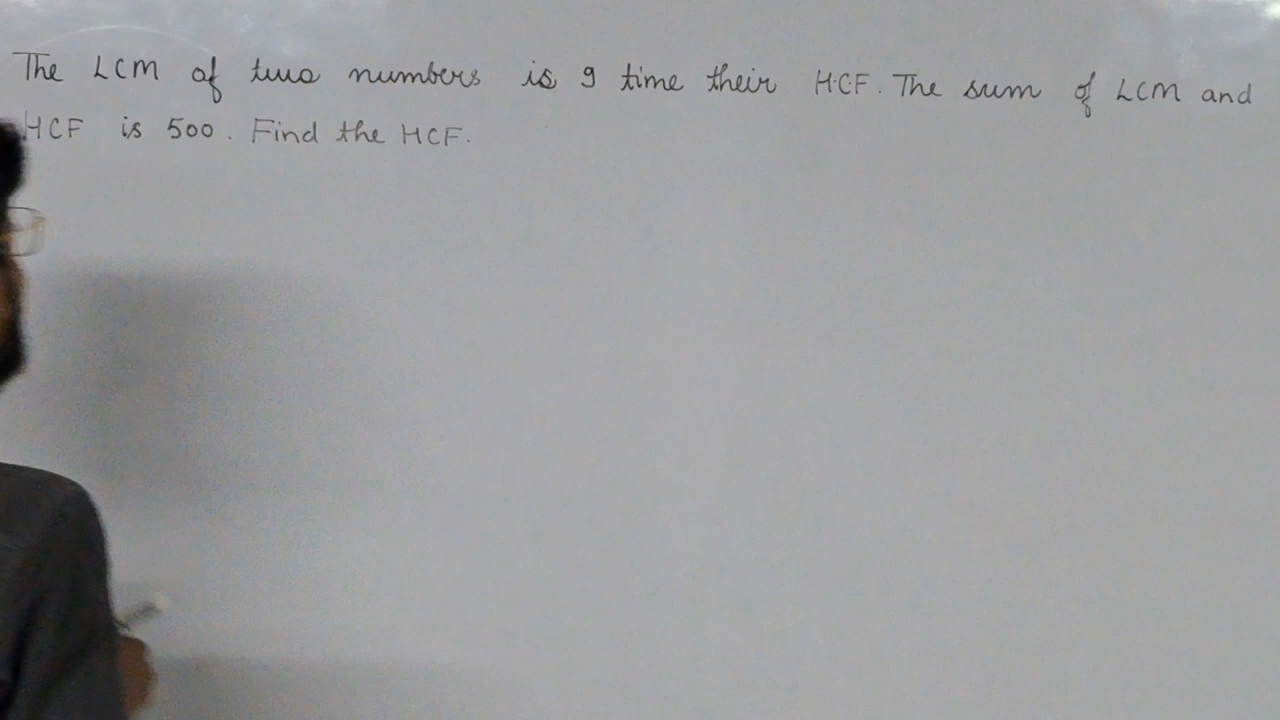 The LCM of two numbers is 9 time their H.C.F. The sum of LCM and
HCF is 500. Find the HCF.